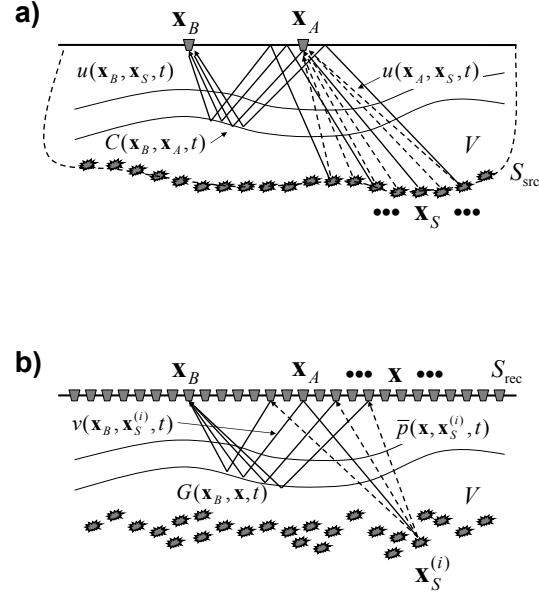 a)
𝐱_B 𝐱_A
u(𝐱_B, 𝐱_S, t) u(𝐱_A, 𝐱_S, t)
C(𝐱_B, 𝐱_A, t) V
S_src
••• 𝐱_S •••
b)
𝐱_B 𝐱_A ••• 𝐱 ••• S_rec
v(𝐱_B, 𝐱_S^(i), t) p̅(𝐱, 𝐱_S^(i), t)
G(𝐱_B, 𝐱, t) V
𝐱_S^(i)